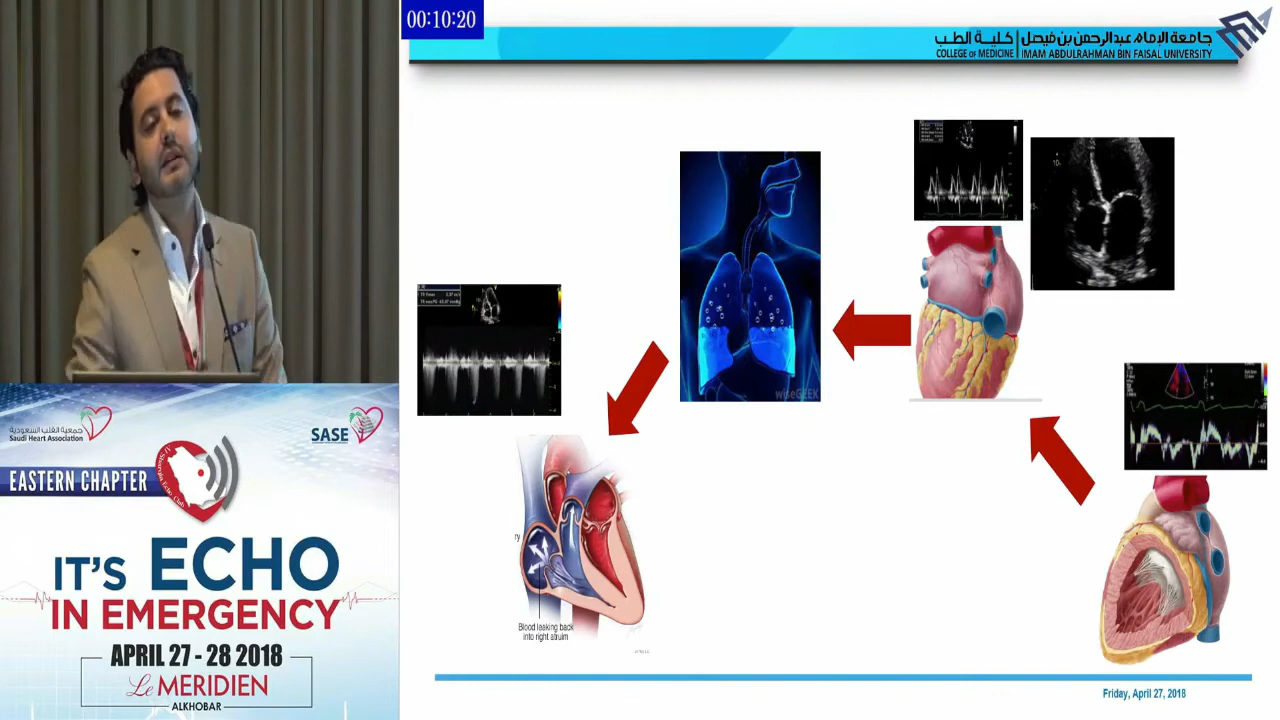 00:10:20
جامعة الإمام عبدالرحمن بن فيصل | كلية الطب
COLLEGE OF MEDICINE | IMAM ABDULRAHMAN BIN FAISAL UNIVERSITY
wiseGEEK
Blood leaking back
into right atruim
Friday, April 27, 2018
جمعية القلب السعودية
Saudi Heart Association
SASE
EASTERN CHAPTER
IT'S ECHO
IN EMERGENCY
APRIL 27 - 28 2018
Le MERIDIEN
ALKHOBAR